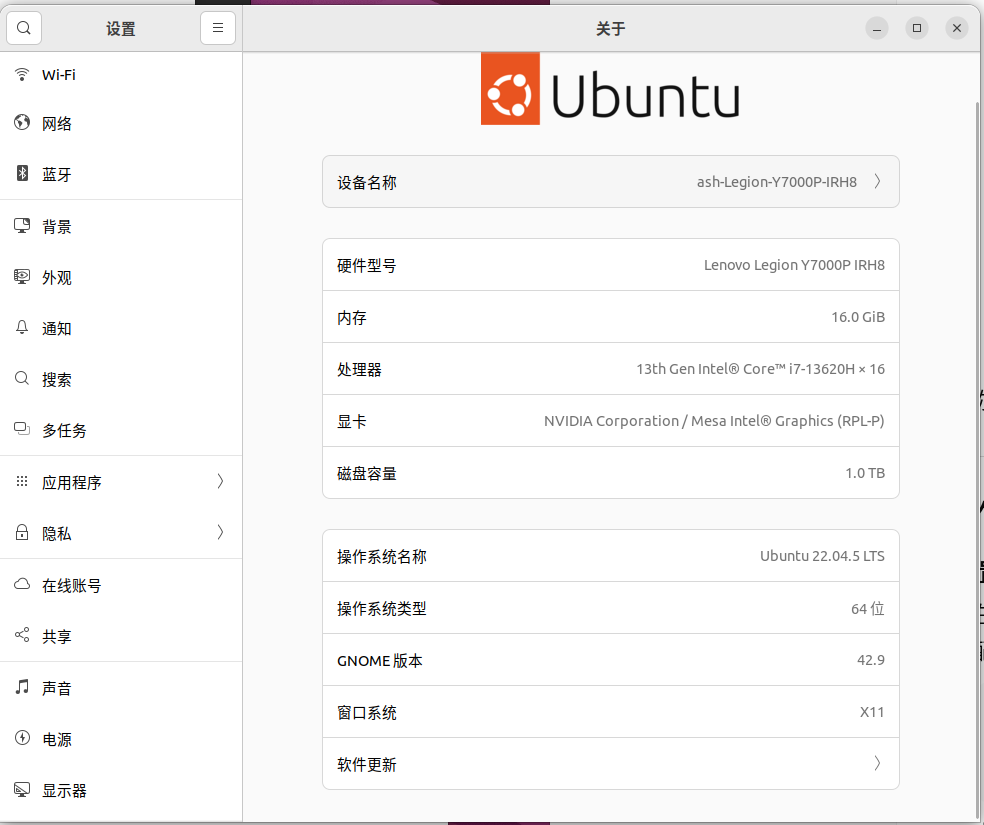 设置
关于
Wi-Fi
网络
蓝牙
背景
外观
通知
搜索
多任务
应用程序
隐私
在线账号
共享
声音
电源
显示器
Ubuntu
设备名称 ash-Legion-Y7000P-IRH8
硬件型号 Lenovo Legion Y7000P IRH8
内存 16.0 GiB
处理器 13th Gen Intel® Core™ i7-13620H × 16
显卡 NVIDIA Corporation / Mesa Intel® Graphics (RPL-P)
磁盘容量 1.0 TB
操作系统名称 Ubuntu 22.04.5 LTS
操作系统类型 64 位
GNOME 版本 42.9
窗口系统 X11
软件更新